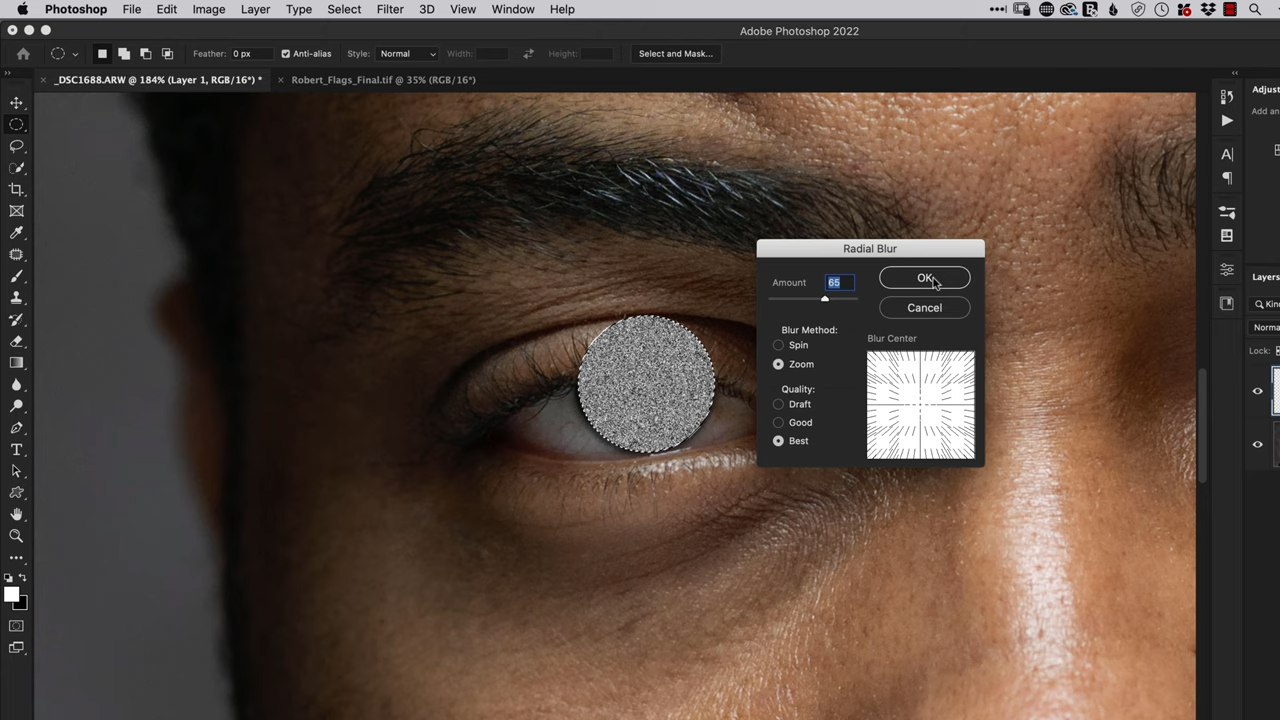 Photoshop File Edit Image Layer Type Select Filter 3D View Window Help
Adobe Photoshop 2022
Feather: 0 px Anti-alias Style: Normal Width: Height: Select and Mask...
_DSC1688.ARW @ 184% (Layer 1, RGB/16*) * Robert_Flags_Final.tif @ 35% (RGB/16*)
Adjus
Add an
Radial Blur
Amount 65 OK
Cancel
Blur Method:
Spin
Zoom
Quality:
Draft
Good
Best
Blur Center
Layers
Kind
Norma
Lock: